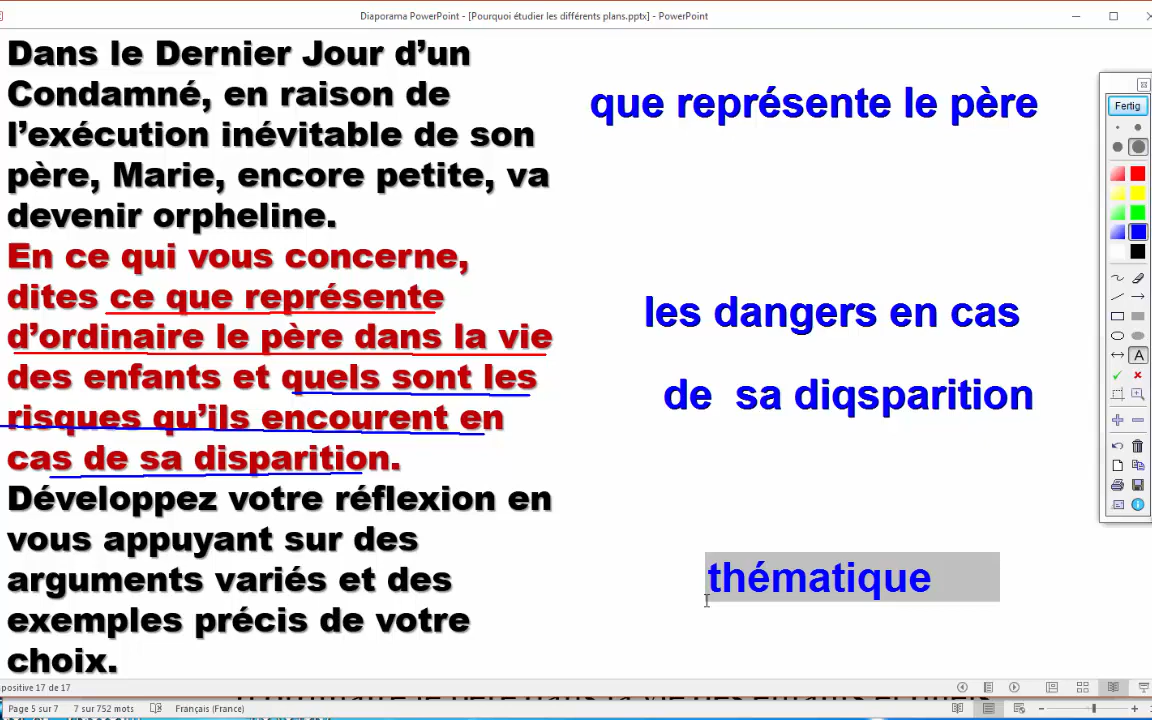 Diaporama PowerPoint - [Pourquoi étudier les différents plans.pptx] - PowerPoint
Dans le Dernier Jour d’un
Condamné, en raison de
l’exécution inévitable de son
père, Marie, encore petite, va
devenir orpheline.
En ce qui vous concerne,
dites ce que représente
d’ordinaire le père dans la vie
des enfants et quels sont les
risques qu’ils encourent en
cas de sa disparition.
Développez votre réflexion en
vous appuyant sur des
arguments variés et des
exemples précis de votre
choix.
que représente le père
les dangers en cas
de sa diqsparition
thématique
Fertig
A
positive 17 de 17
Page 5 sur 7 7 sur 752 mots Français (France)